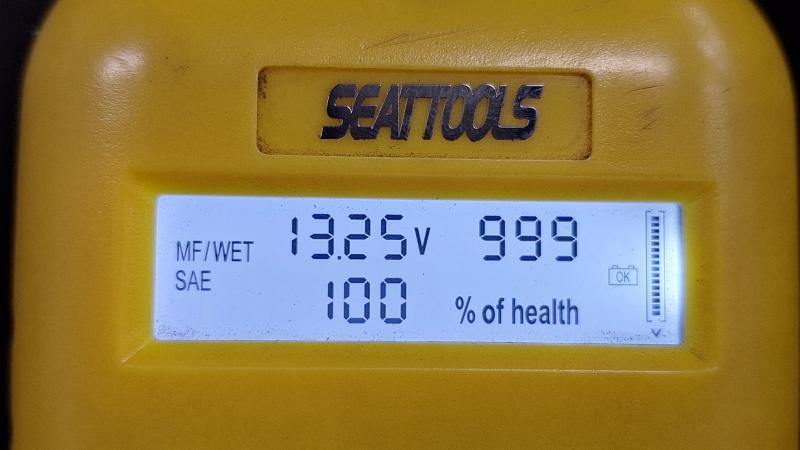 SEATTOOLS
MF/WET 13.25V 999
SAE
OK
100 % of health